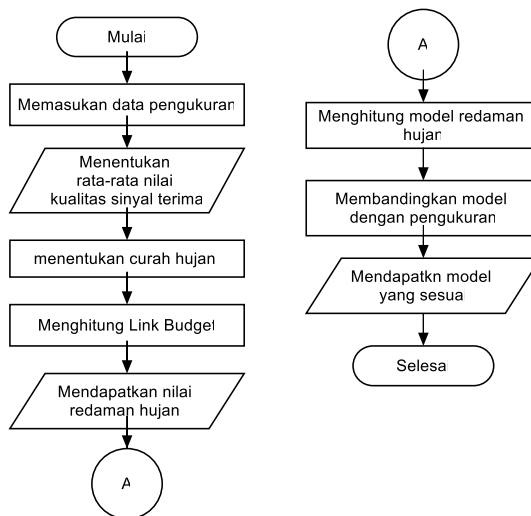 Mulai
Memasukan data pengukuran
Menentukan
rata-rata nilai
kualitas sinyal terima
menentukan curah hujan
Menghitung Link Budget
Mendapatkan nilai
redaman hujan
A
A
Menghitung model redaman
hujan
Membandingkan model
dengan pengukuran
Mendapatkn model
yang sesuai
Selesa